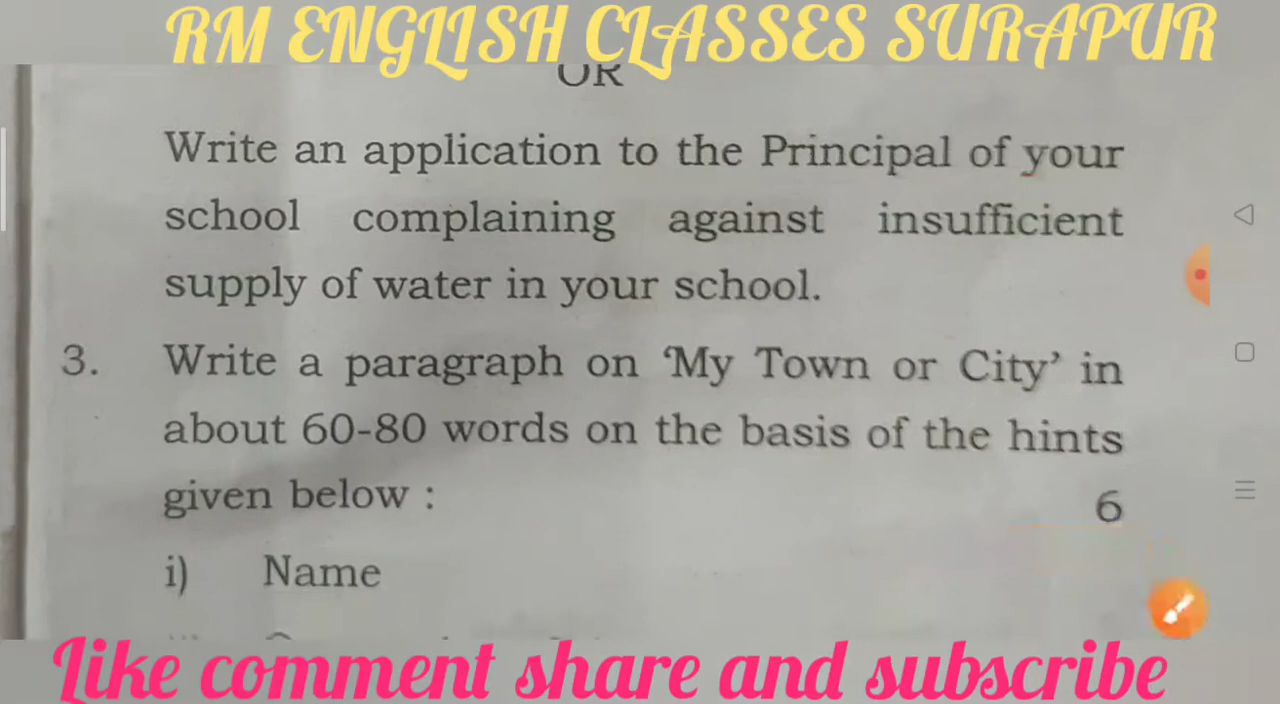 RM ENGLISH CLASSES SURAPUR
OR
Write an application to the Principal of your
school complaining against insufficient
supply of water in your school.
3. Write a paragraph on ‘My Town or City’ in
about 60-80 words on the basis of the hints
given below : 6
i) Name
Like comment share and subscribe